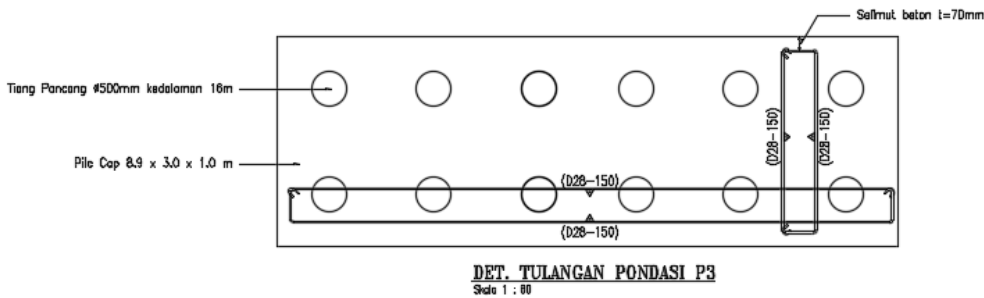 Selimut beton t=70mm
Tiang Pancang Ø500mm kedalaman 16m
(D28-150)
(D28-150)
Pile Cap 8.9 x 3.0 x 1.0 m
(D28-150)
(D28-150)
DET. TULANGAN PONDASI P3
Skala 1 : 80